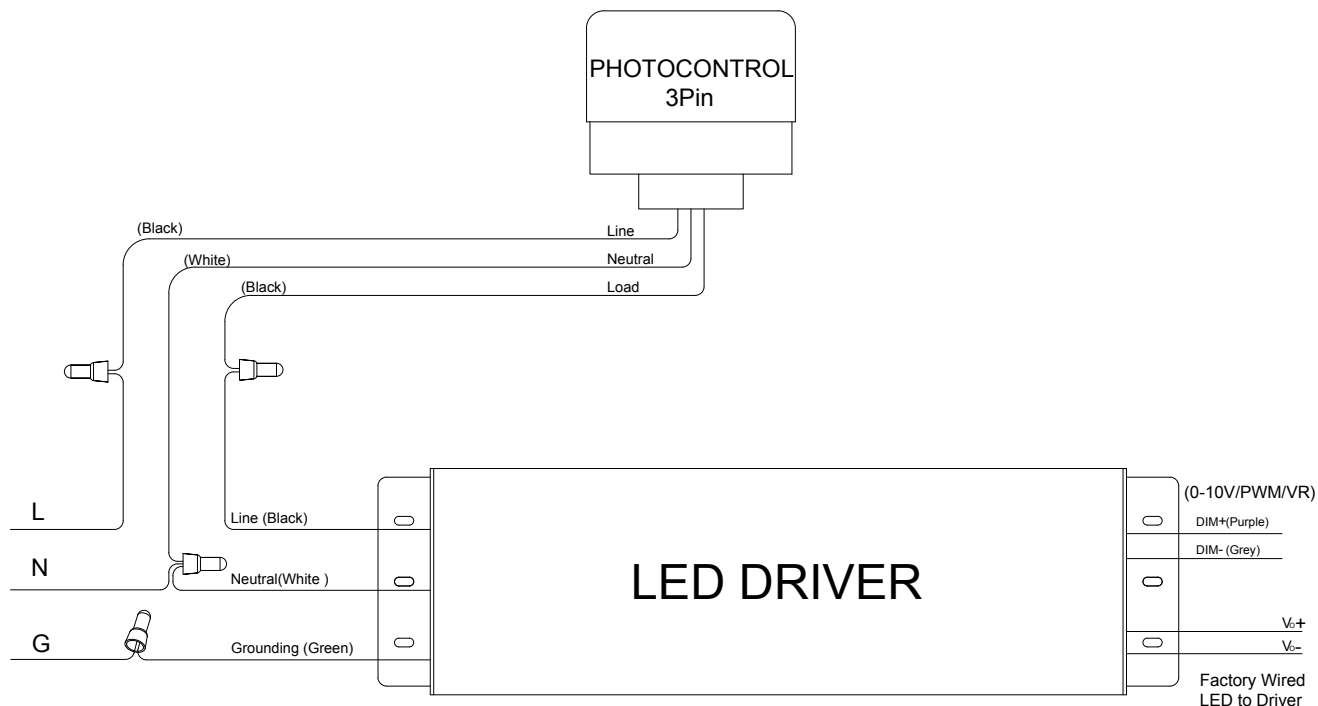 PHOTOCONTROL
3Pin
(Black)
Line
(White)
Neutral
(Black)
Load
L
Line (Black)
(0-10V/PWM/VR)
DIM+(Purple)
DIM- (Grey)
N
Neutral(White )
LED DRIVER
G
Grounding (Green)
Vo+
Vo-
Factory Wired
LED to Driver